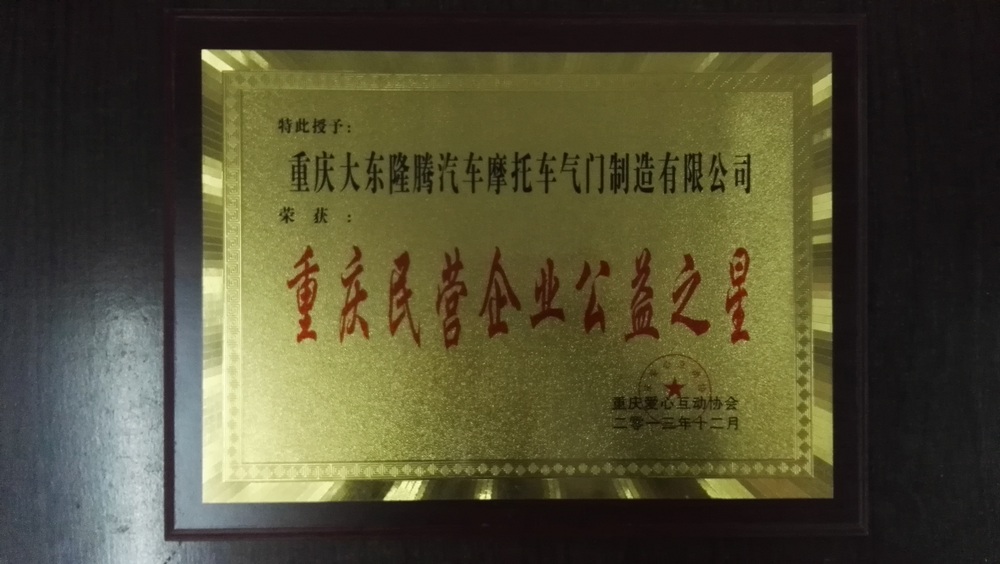 特此授予：
重庆大东隆腾汽车摩托车气门制造有限公司
荣获：
重庆民营企业公益之星
重庆爱心互动协会
二零一三年十二月